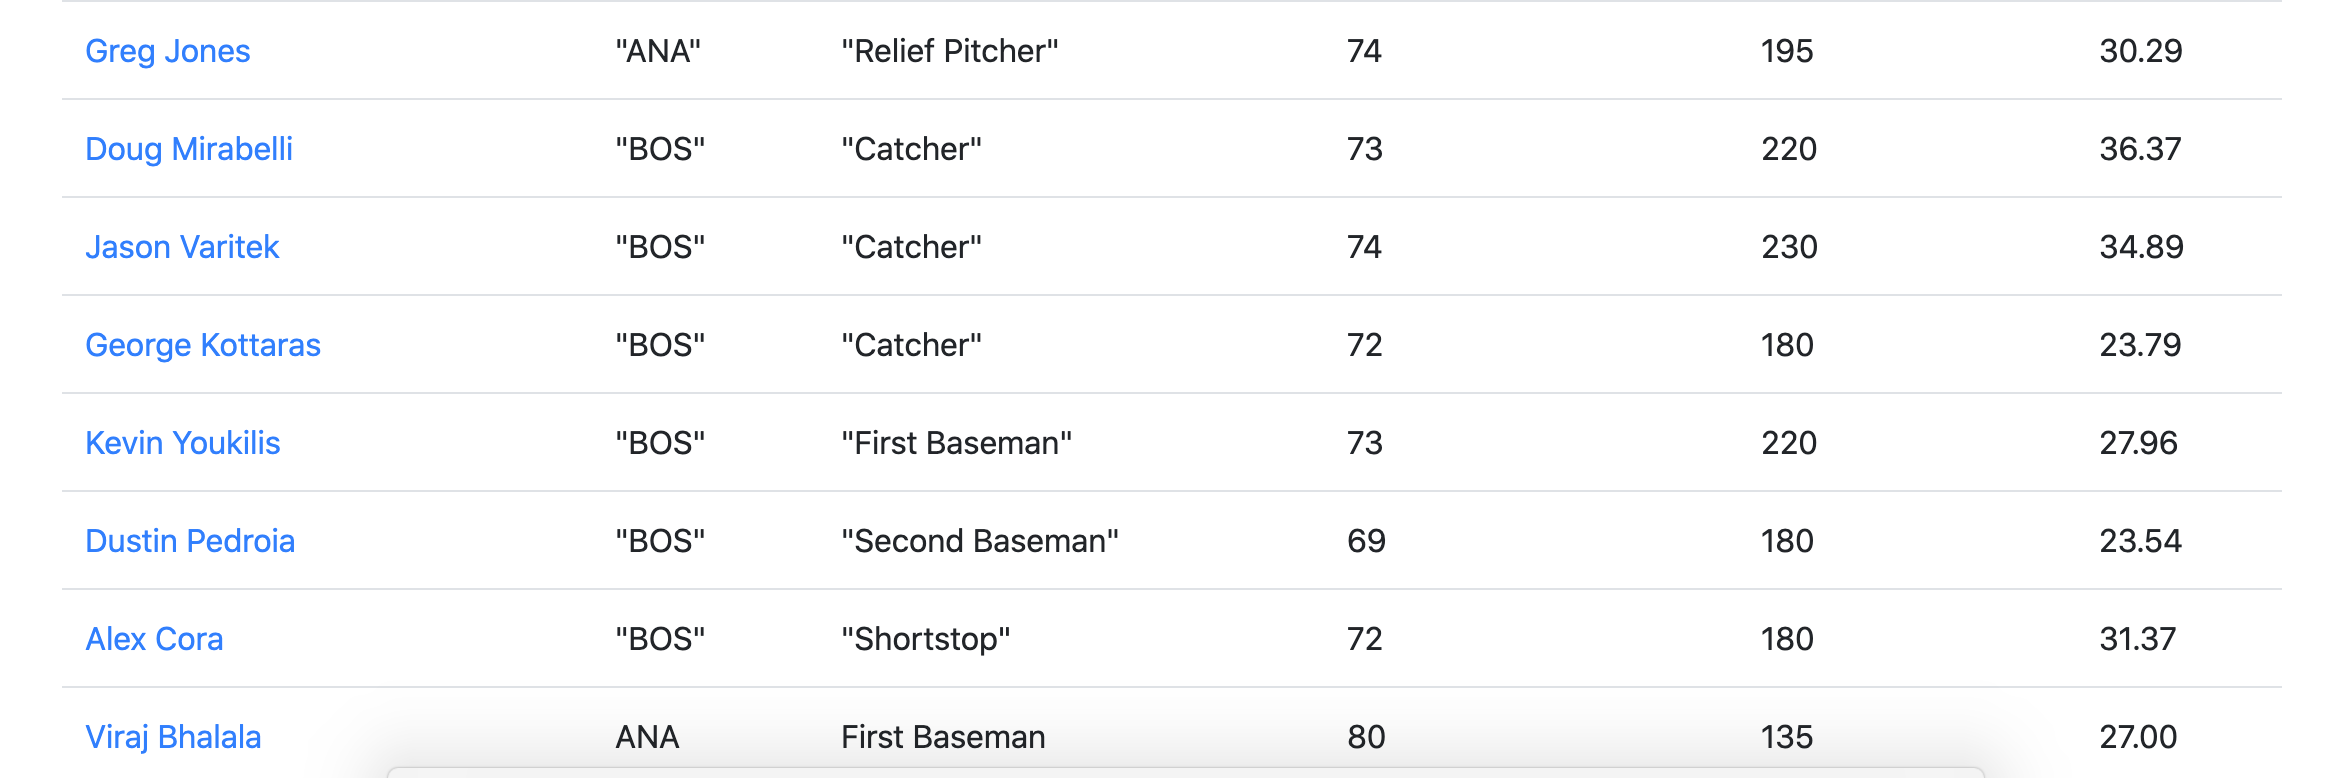 Greg Jones "ANA" "Relief Pitcher" 74 195 30.29
Doug Mirabelli "BOS" "Catcher" 73 220 36.37
Jason Varitek "BOS" "Catcher" 74 230 34.89
George Kottaras "BOS" "Catcher" 72 180 23.79
Kevin Youkilis "BOS" "First Baseman" 73 220 27.96
Dustin Pedroia "BOS" "Second Baseman" 69 180 23.54
Alex Cora "BOS" "Shortstop" 72 180 31.37
Viraj Bhalala ANA First Baseman 80 135 27.00